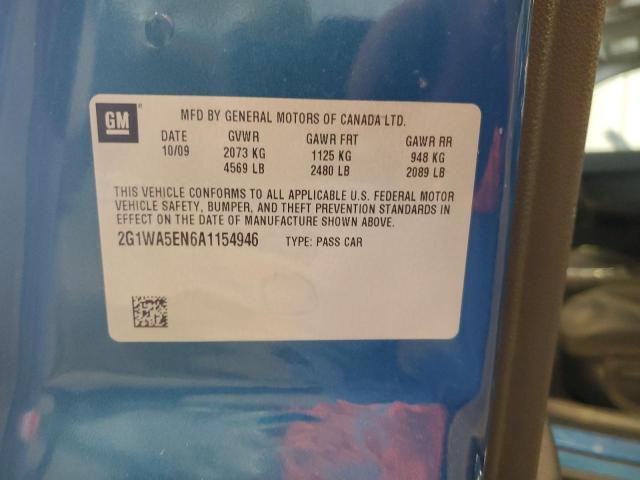 GM
MFD BY GENERAL MOTORS OF CANADA LTD.
DATE GVWR GAWR FRT GAWR RR
10/09 2073 KG 1125 KG 948 KG
4569 LB 2480 LB 2089 LB
THIS VEHICLE CONFORMS TO ALL APPLICABLE U.S. FEDERAL MOTOR
VEHICLE SAFETY, BUMPER, AND THEFT PREVENTION STANDARDS IN
EFFECT ON THE DATE OF MANUFACTURE SHOWN ABOVE.
2G1WA5EN6A1154946 TYPE: PASS CAR